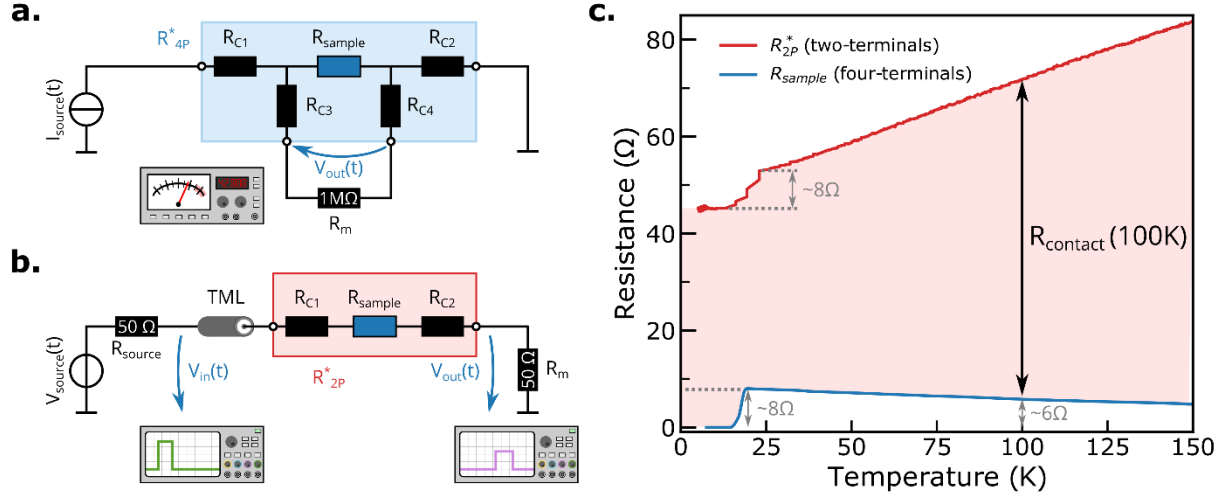 a.
R*4P
RC1
Rsample
RC2
RC3
RC4
Isource(t)
Vout(t)
1MΩ
Rm
b.
TML
RC1
Rsample
RC2
50 Ω
Rsource
Vsource(t)
Vin(t)
R*2P
Vout(t)
50 Ω
Rm
c.
R*2P (two-terminals)
Rsample (four-terminals)
~8Ω
Rcontact (100K)
~8Ω
~6Ω
Resistance (Ω)
80
60
40
20
0
0 25 50 75 100 125 150
Temperature (K)